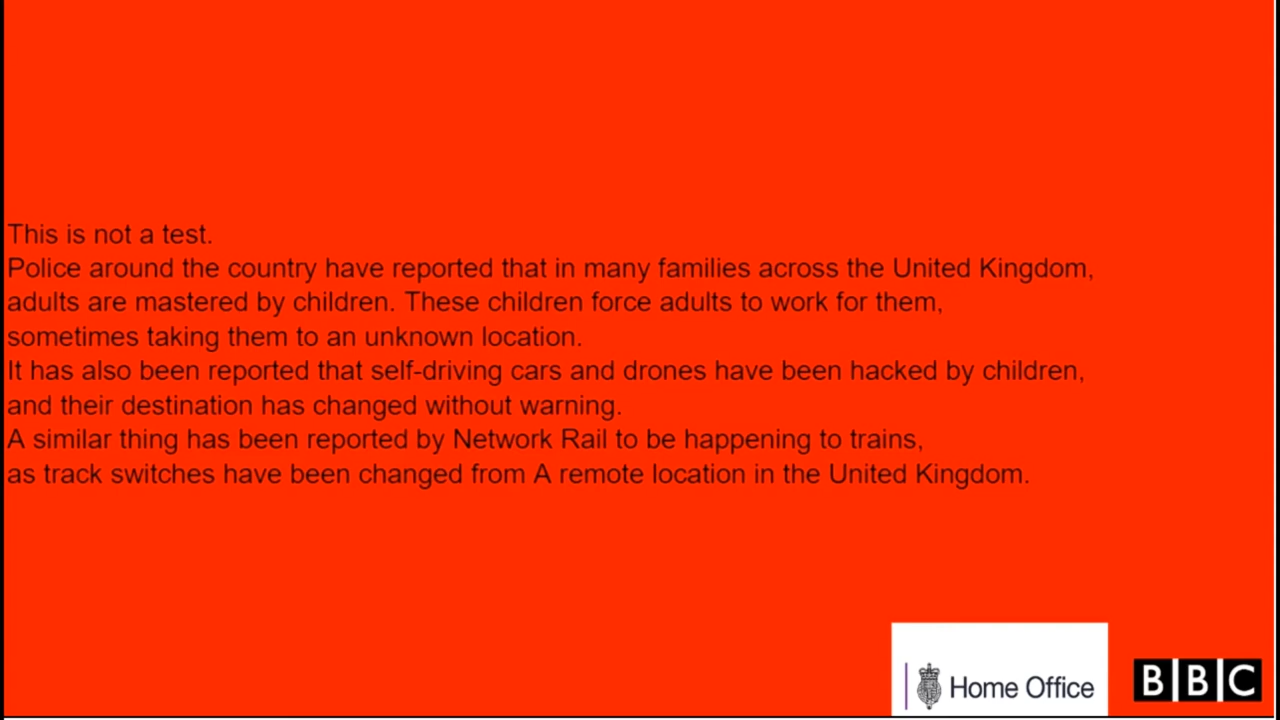 This is not a test.
Police around the country have reported that in many families across the United Kingdom,
adults are mastered by children. These children force adults to work for them,
sometimes taking them to an unknown location.
It has also been reported that self-driving cars and drones have been hacked by children,
and their destination has changed without warning.
A similar thing has been reported by Network Rail to be happening to trains,
as track switches have been changed from A remote location in the United Kingdom.
Home Office
BBC